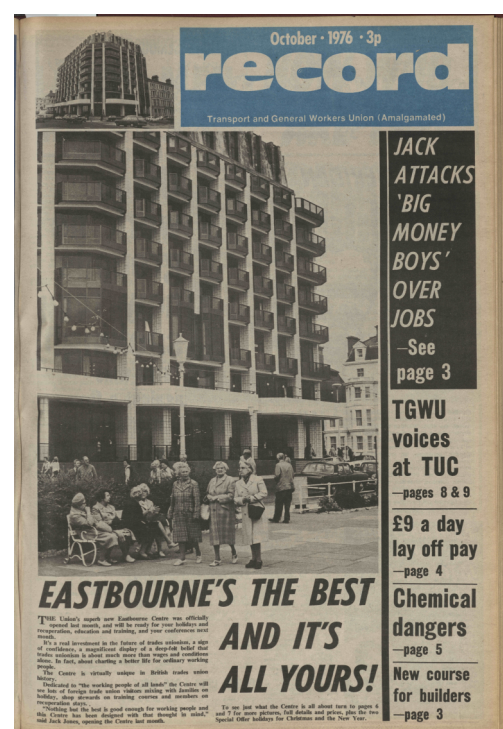 October · 1976 · 3p
record
Transport and General Workers Union (Amalgamated)
JACK
ATTACKS
'BIG
MONEY
BOYS'
OVER
JOBS
—See
page 3
TGWU
voices
at TUC
—pages 8 & 9
£9 a day
lay off pay
—page 4
Chemical
dangers
—page 5
New course
for builders
—page 3
EASTBOURNE'S THE BEST
AND IT'S
ALL YOURS!
THE Union's superb new Eastbourne Centre was officially
opened last month, and will be ready for your holidays and
recuperation, education and training, and your conferences next
month.
It's a real investment in the future of trades unionism, a sign
of confidence, a magnificent display of a deep-felt belief that
trades unionism is about much more than wages and conditions
alone. In fact, about charting a better life for ordinary working
people.
The Centre is virtually unique in British trades union
history.
Dedicated to "the working people of all lands" the Centre will
see lots of foreign trade union visitors mixing with families on
holiday, shop stewards on training courses and members on
recuperation stays.
"Nothing but the best is good enough for working people and
this Centre has been designed with that thought in mind,"
said Jack Jones, opening the Centre last month.
To see just what the Centre is all about turn to pages 6
and 7 for more pictures, full details and prices, plus the two
Special Offer holidays for Christmas and the New Year.